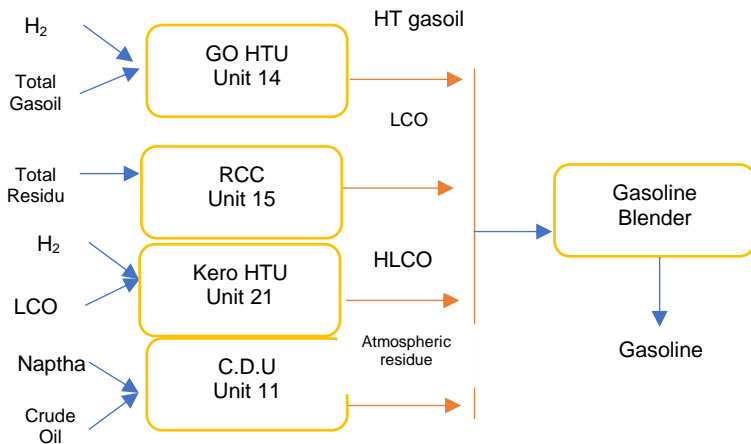 H2
HT gasoil
GO HTU
Unit 14
Total
Gasoil
LCO
Total
Residu
RCC
Unit 15
Gasoline
Blender
H2
Kero HTU
Unit 21
HLCO
LCO
Atmospheric
residue
Gasoline
Naptha
C.D.U
Unit 11
Crude
Oil